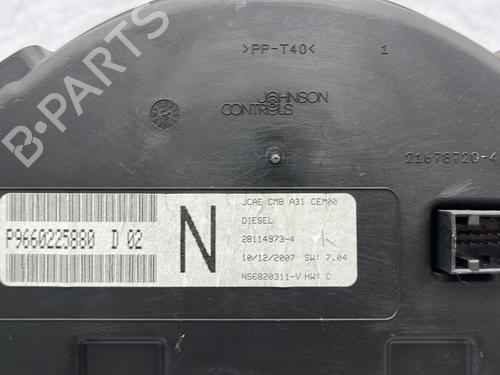 >PP-T40< 1
JOHNSON CONTROLS
21676720-4
P9660225880 D 02
N
JCAE CMB A31 CEM00
DIESEL
28114973-4
10/12/2007 SW: 7.04
NS6820311-V HW: C
B-PARTS